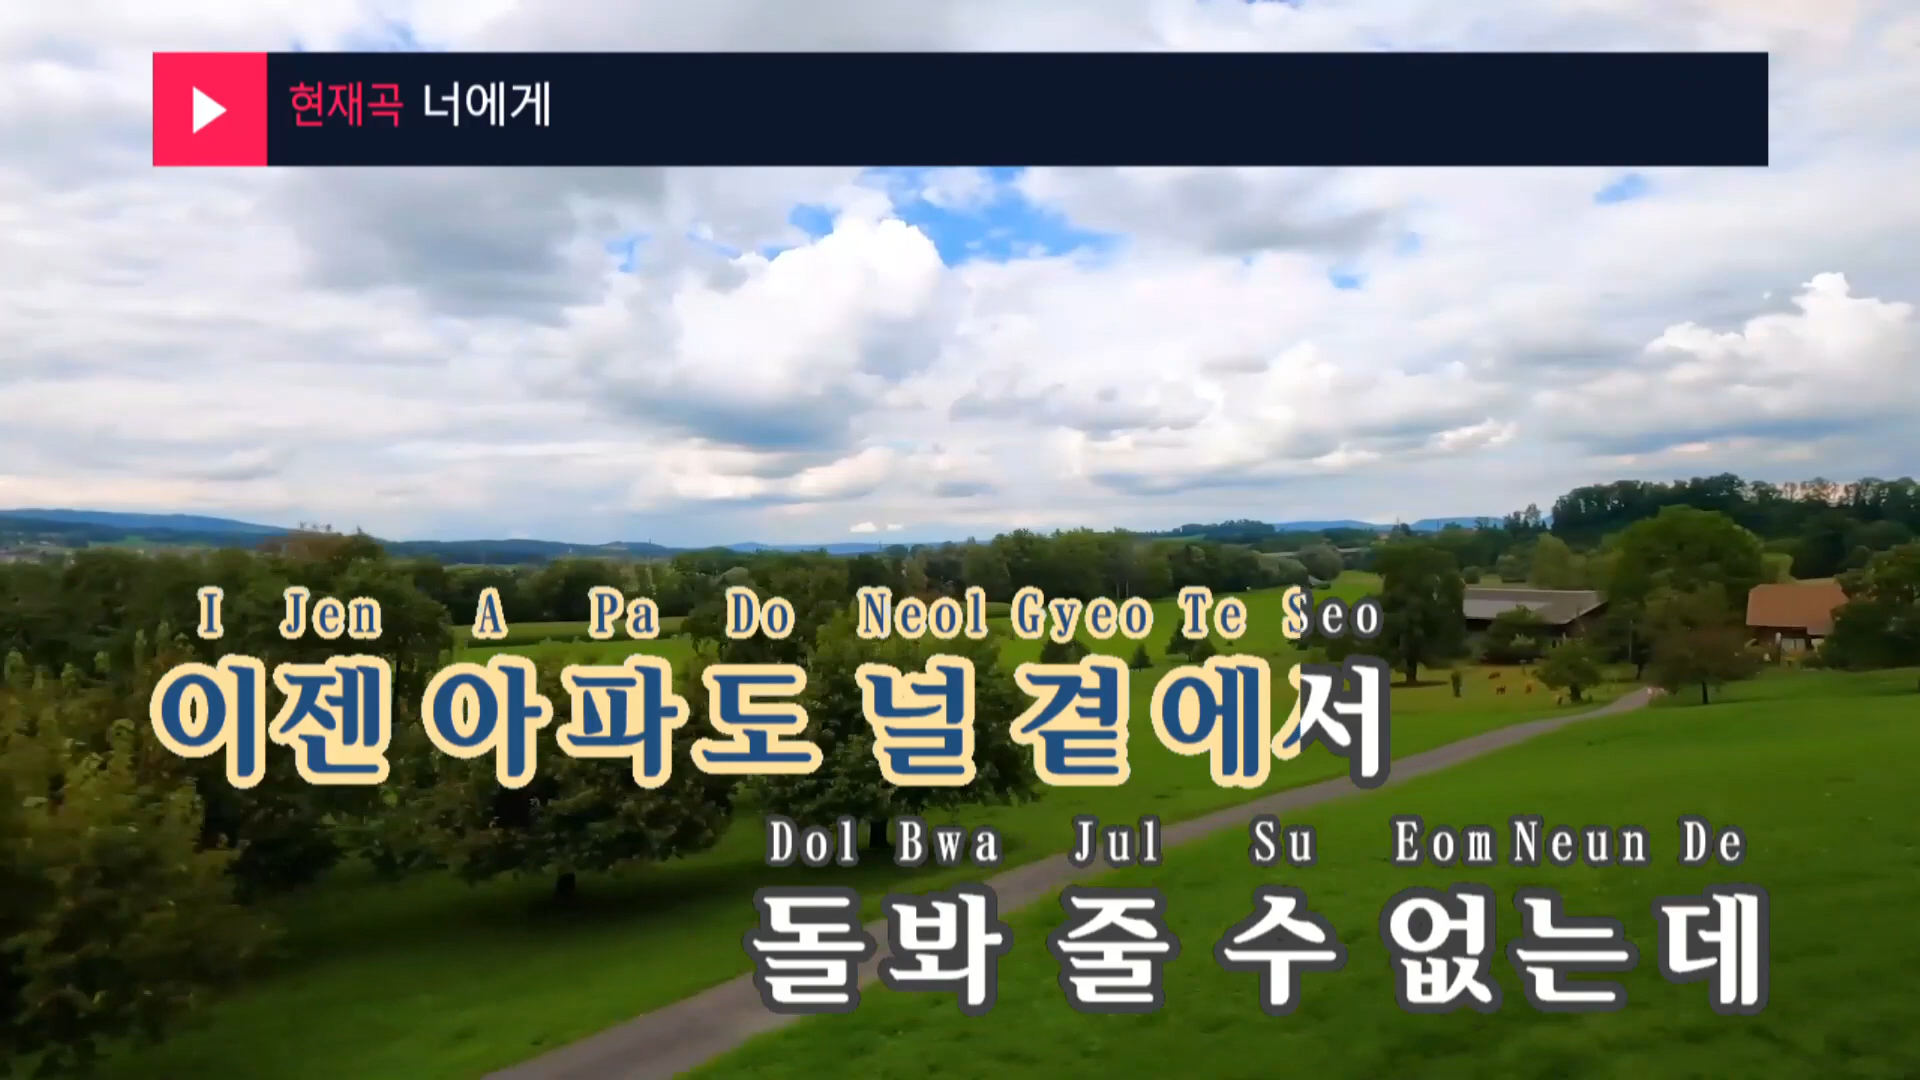 현재곡 너에게
I Jen A Pa Do Neol Gyeo Te Seo
이젠 아파도 널 곁에서
Dol Bwa Jul Su Eom Neun De
돌봐 줄 수 없는데